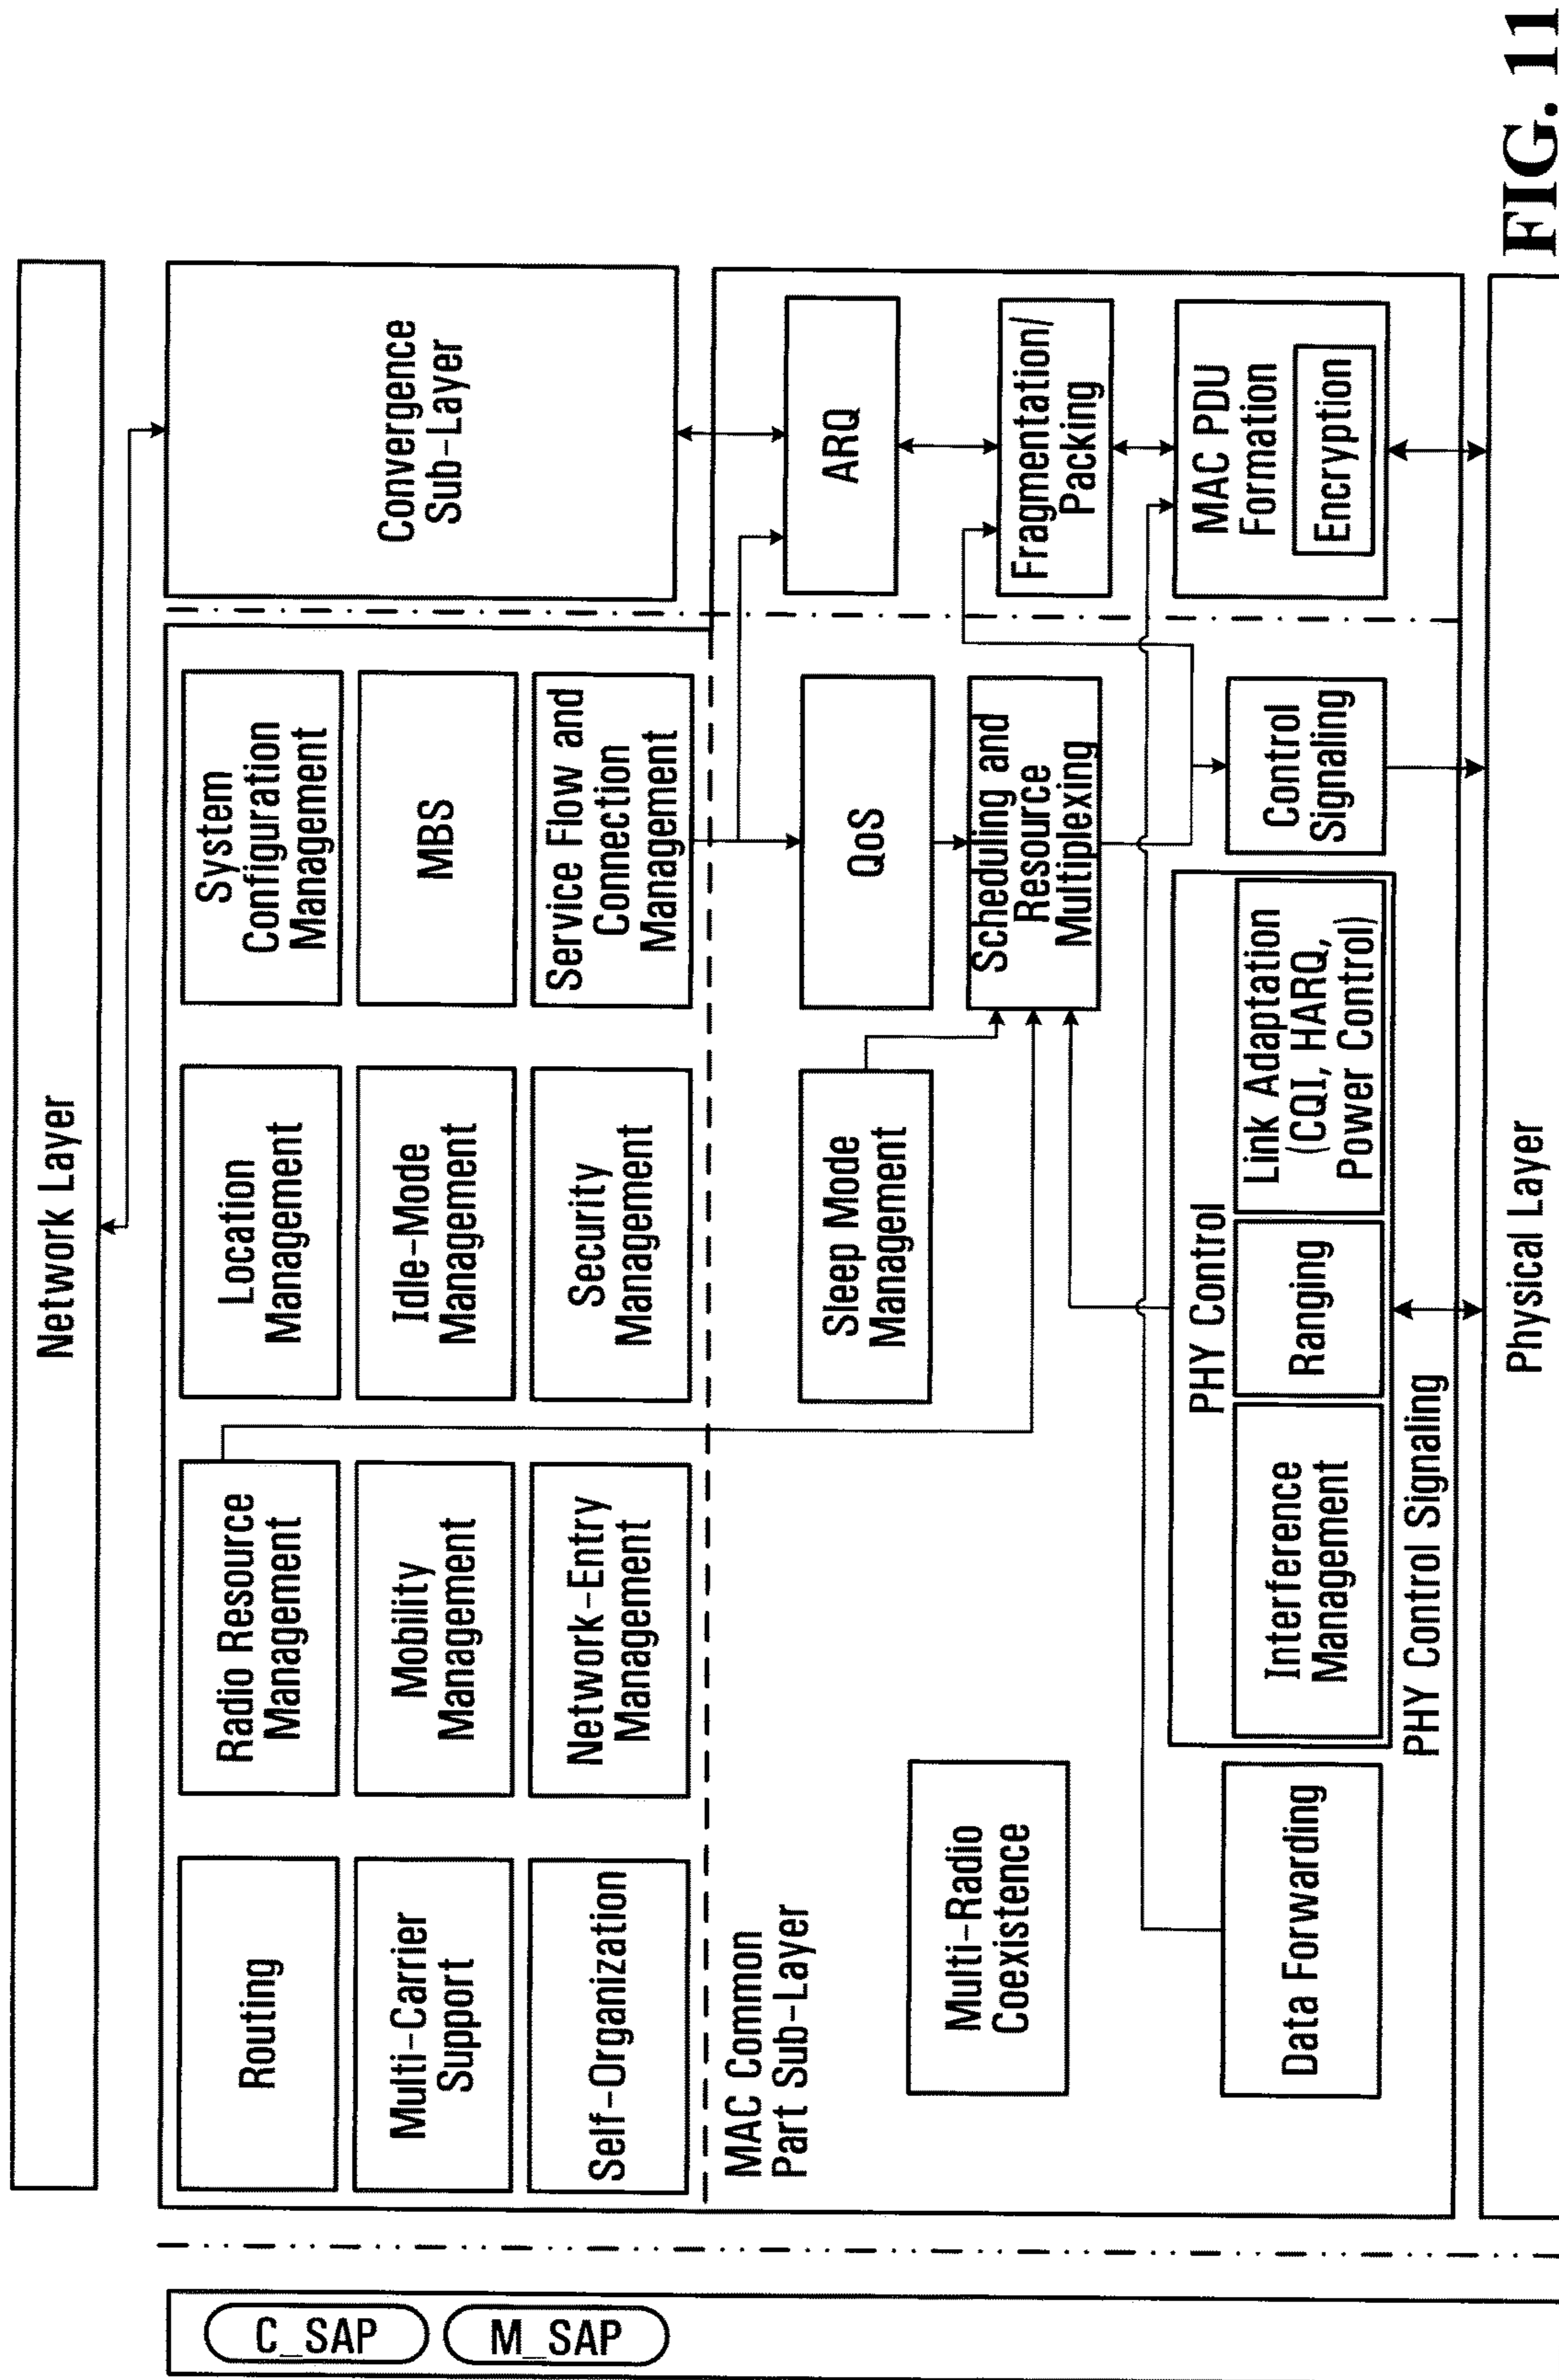 Network Layer
C_SAP
M_SAP
Routing
Radio Resource
Management
Location
Management
System
Configuration
Management
Convergence
Sub-Layer
Multi-Carrier
Support
Mobility
Management
Idle-Mode
Management
MBS
Self-Organization
Network-Entry
Management
Security
Management
Service Flow and
Connection
Management
MAC Common
Part Sub-Layer
Multi-Radio
Coexistence
Sleep Mode
Management
QoS
ARQ
Scheduling and
Resource
Multiplexing
Fragmentation/
Packing
Data Forwarding
PHY Control
Interference
Management
Ranging
Link Adaptation
(CQI, HARQ,
Power Control)
Control
Signaling
MAC PDU
Formation
Encryption
PHY Control Signaling
Physical Layer
FIG. 11